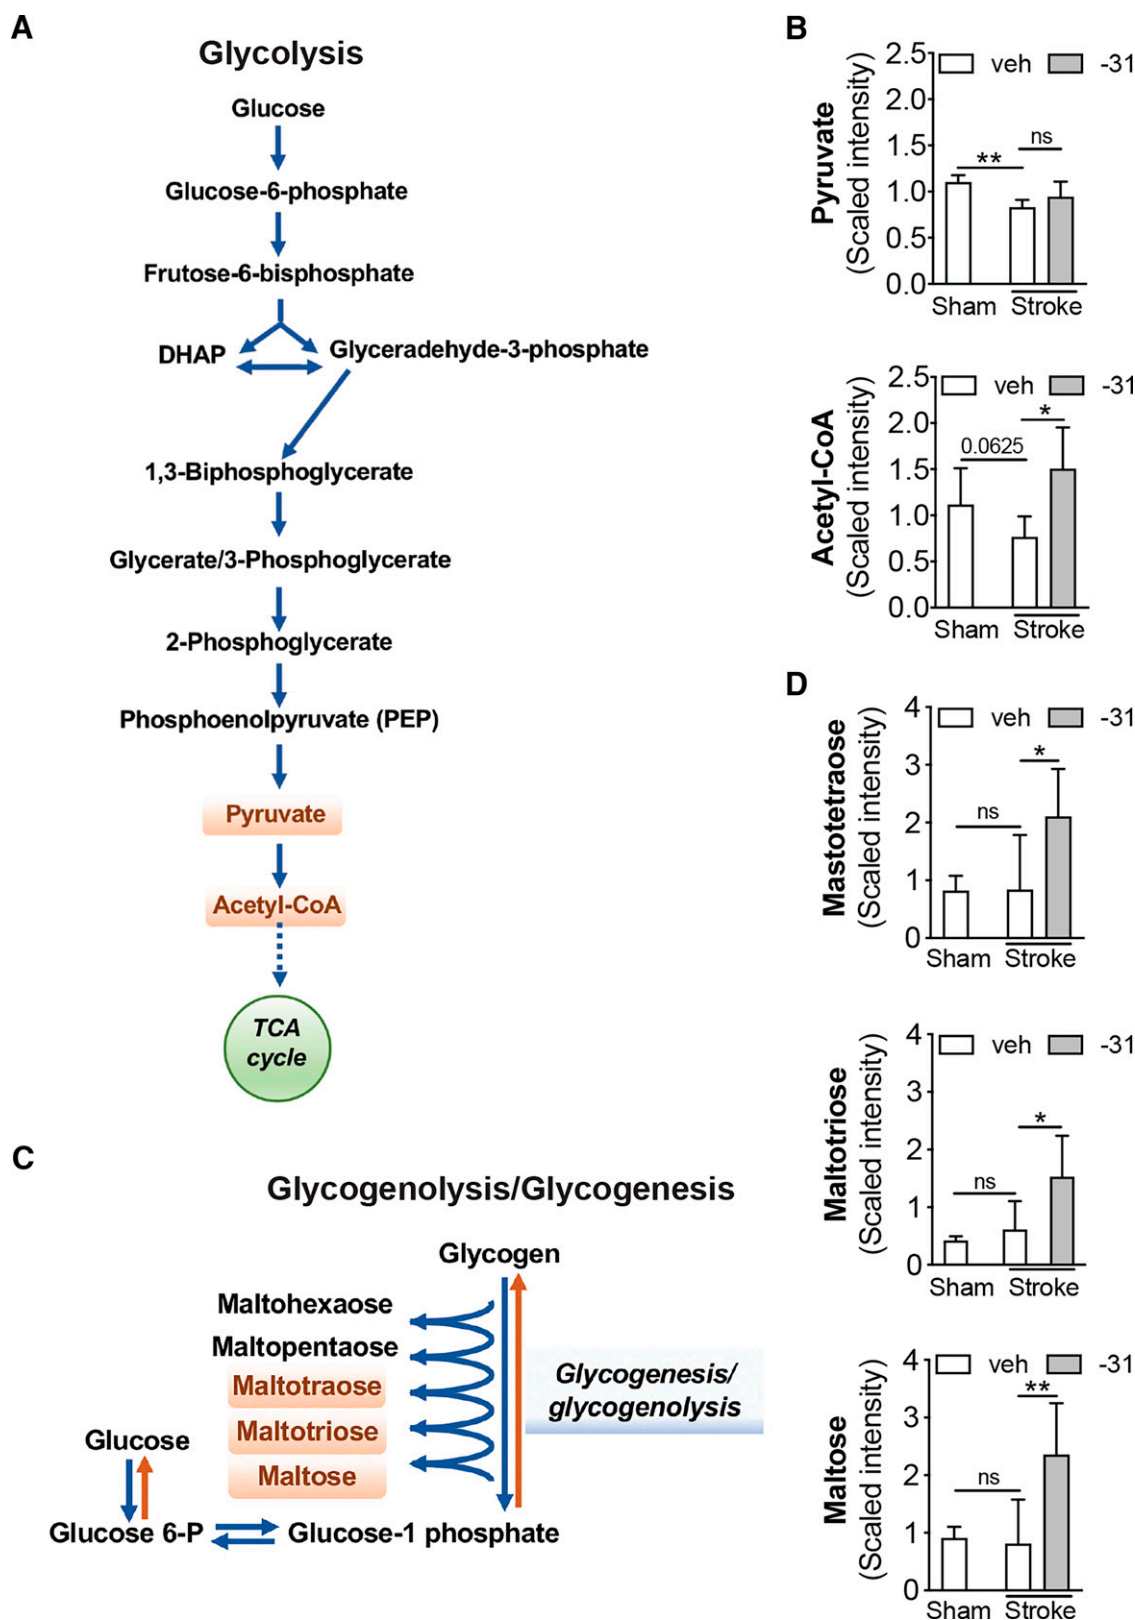 A
Glycolysis
Glucose
Glucose-6-phosphate
Frutose-6-bisphosphate
DHAP
Glyceradehyde-3-phosphate
1,3-Biphosphoglycerate
Glycerate/3-Phosphoglycerate
2-Phosphoglycerate
Phosphoenolpyruvate (PEP)
Pyruvate
Acetyl-CoA
TCA
cycle
B
Pyruvate
(Scaled intensity)
2.5
2.0
1.5
1.0
0.5
0.0
veh
-31
**
ns
Sham
Stroke
Acetyl-CoA
(Scaled intensity)
2.5
2.0
1.5
1.0
0.5
0.0
veh
-31
0.0625
*
Sham
Stroke
C
Glycogenolysis/Glycogenesis
Glycogen
Maltohexaose
Maltopentaose
Maltotraose
Maltotriose
Maltose
Glycogenesis/
glycogenolysis
Glucose
Glucose 6-P
Glucose-1 phosphate
D
Mastotetraose
(Scaled intensity)
4
3
2
1
0
veh
-31
ns
*
Sham
Stroke
Maltotriose
(Scaled intensity)
4
3
2
1
0
veh
-31
ns
*
Sham
Stroke
Maltose
(Scaled intensity)
4
3
2
1
0
veh
-31
ns
**
Sham
Stroke